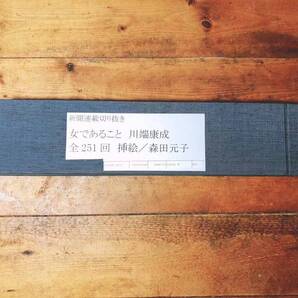 新聞連載切り抜き
女であること 川端康成
全251回 挿絵／森田元子